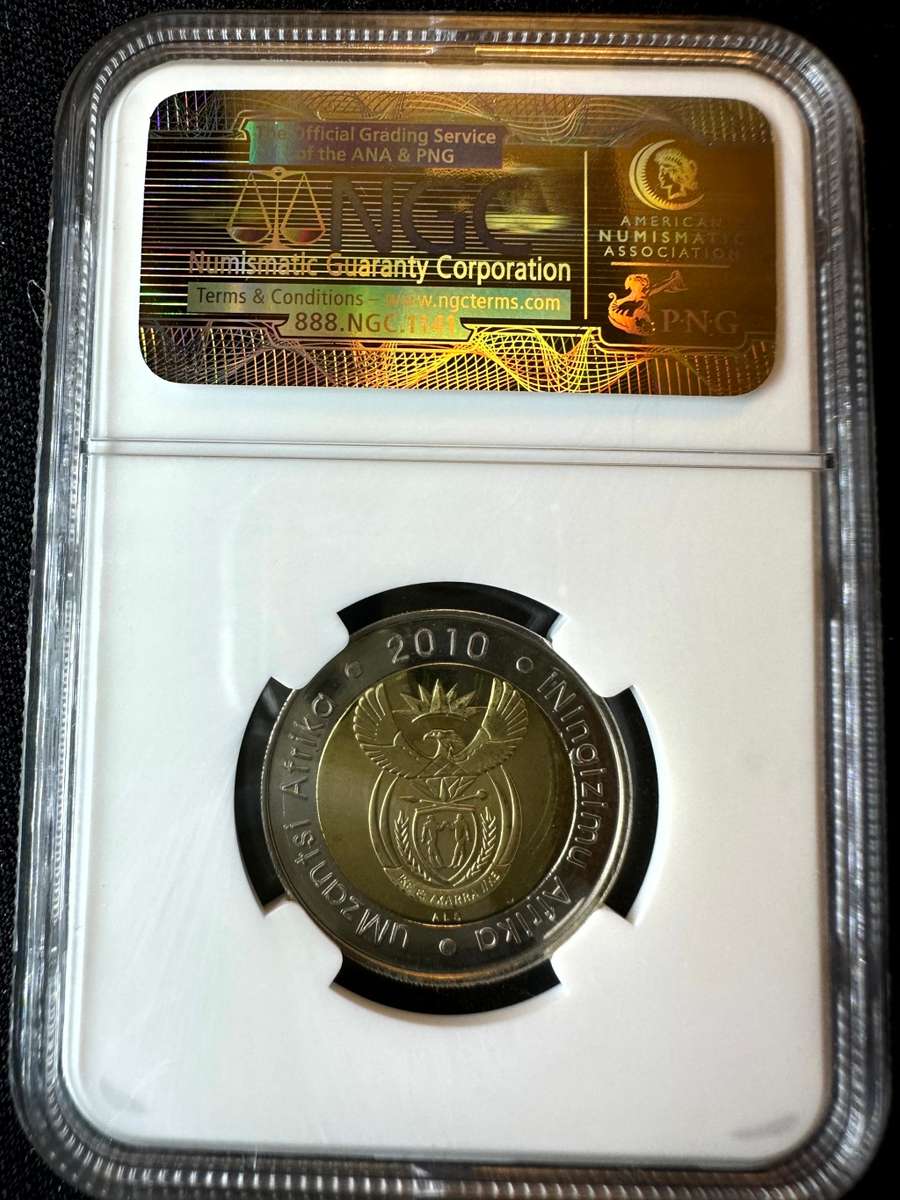 The Official Grading Service
of the ANA & PNG
NGC
Numismatic Guaranty Corporation
Terms & Conditions – www.ngcterms.com
888.NGC.1141
AMERICAN
NUMISMATIC
ASSOCIATION
P·N·G
uMzantsi Afrika • 2010 • iNingizimu Afrika •
ALS